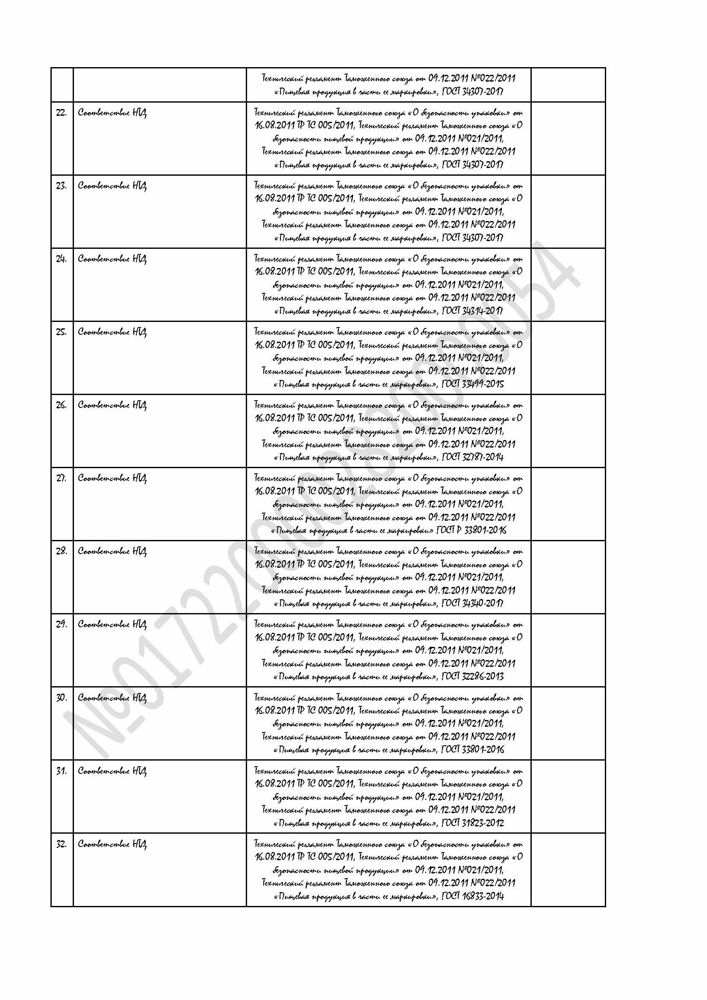 Технический регламент Таможенного союза от 09.12.2011 №022/2011
«Пищевая продукция в части ее маркировки», ГОСТ 34307-2017
22. Соответствие НТД
Технический регламент Таможенного союза «О безопасности упаковки» от
16.08.2011 ТР ТС 005/2011, Технический регламент Таможенного союза «О
безопасности пищевой продукции» от 09.12.2011 №021/2011,
Технический регламент Таможенного союза от 09.12.2011 №022/2011
«Пищевая продукция в части ее маркировки», ГОСТ 34307-2017
23. Соответствие НТД
Технический регламент Таможенного союза «О безопасности упаковки» от
16.08.2011 ТР ТС 005/2011, Технический регламент Таможенного союза «О
безопасности пищевой продукции» от 09.12.2011 №021/2011,
Технический регламент Таможенного союза от 09.12.2011 №022/2011
«Пищевая продукция в части ее маркировки», ГОСТ 34307-2017
24. Соответствие НТД
Технический регламент Таможенного союза «О безопасности упаковки» от
16.08.2011 ТР ТС 005/2011, Технический регламент Таможенного союза «О
безопасности пищевой продукции» от 09.12.2011 №021/2011,
Технический регламент Таможенного союза от 09.12.2011 №022/2011
«Пищевая продукция в части ее маркировки», ГОСТ 34314-2017
25. Соответствие НТД
Технический регламент Таможенного союза «О безопасности упаковки» от
16.08.2011 ТР ТС 005/2011, Технический регламент Таможенного союза «О
безопасности пищевой продукции» от 09.12.2011 №021/2011,
Технический регламент Таможенного союза от 09.12.2011 №022/2011
«Пищевая продукция в части ее маркировки», ГОСТ 33499-2015
26. Соответствие НТД
Технический регламент Таможенного союза «О безопасности упаковки» от
16.08.2011 ТР ТС 005/2011, Технический регламент Таможенного союза «О
безопасности пищевой продукции» от 09.12.2011 №021/2011,
Технический регламент Таможенного союза от 09.12.2011 №022/2011
«Пищевая продукция в части ее маркировки», ГОСТ 32787-2014
27. Соответствие НТД
Технический регламент Таможенного союза «О безопасности упаковки» от
16.08.2011 ТР ТС 005/2011, Технический регламент Таможенного союза «О
безопасности пищевой продукции» от 09.12.2011 №021/2011,
Технический регламент Таможенного союза от 09.12.2011 №022/2011
«Пищевая продукция в части ее маркировки» ГОСТ Р 33801-2016
28. Соответствие НТД
Технический регламент Таможенного союза «О безопасности упаковки» от
16.08.2011 ТР ТС 005/2011, Технический регламент Таможенного союза «О
безопасности пищевой продукции» от 09.12.2011 №021/2011,
Технический регламент Таможенного союза от 09.12.2011 №022/2011
«Пищевая продукция в части ее маркировки», ГОСТ 34340-2017
29. Соответствие НТД
Технический регламент Таможенного союза «О безопасности упаковки» от
16.08.2011 ТР ТС 005/2011, Технический регламент Таможенного союза «О
безопасности пищевой продукции» от 09.12.2011 №021/2011,
Технический регламент Таможенного союза от 09.12.2011 №022/2011
«Пищевая продукция в части ее маркировки», ГОСТ 32286-2013
30. Соответствие НТД
Технический регламент Таможенного союза «О безопасности упаковки» от
16.08.2011 ТР ТС 005/2011, Технический регламент Таможенного союза «О
безопасности пищевой продукции» от 09.12.2011 №021/2011,
Технический регламент Таможенного союза от 09.12.2011 №022/2011
«Пищевая продукция в части ее маркировки», ГОСТ 33801-2016
31. Соответствие НТД
Технический регламент Таможенного союза «О безопасности упаковки» от
16.08.2011 ТР ТС 005/2011, Технический регламент Таможенного союза «О
безопасности пищевой продукции» от 09.12.2011 №021/2011,
Технический регламент Таможенного союза от 09.12.2011 №022/2011
«Пищевая продукция в части ее маркировки», ГОСТ 31823-2012
32. Соответствие НТД
Технический регламент Таможенного союза «О безопасности упаковки» от
16.08.2011 ТР ТС 005/2011, Технический регламент Таможенного союза «О
безопасности пищевой продукции» от 09.12.2011 №021/2011,
Технический регламент Таможенного союза от 09.12.2011 №022/2011
«Пищевая продукция в части ее маркировки», ГОСТ 16833-2014